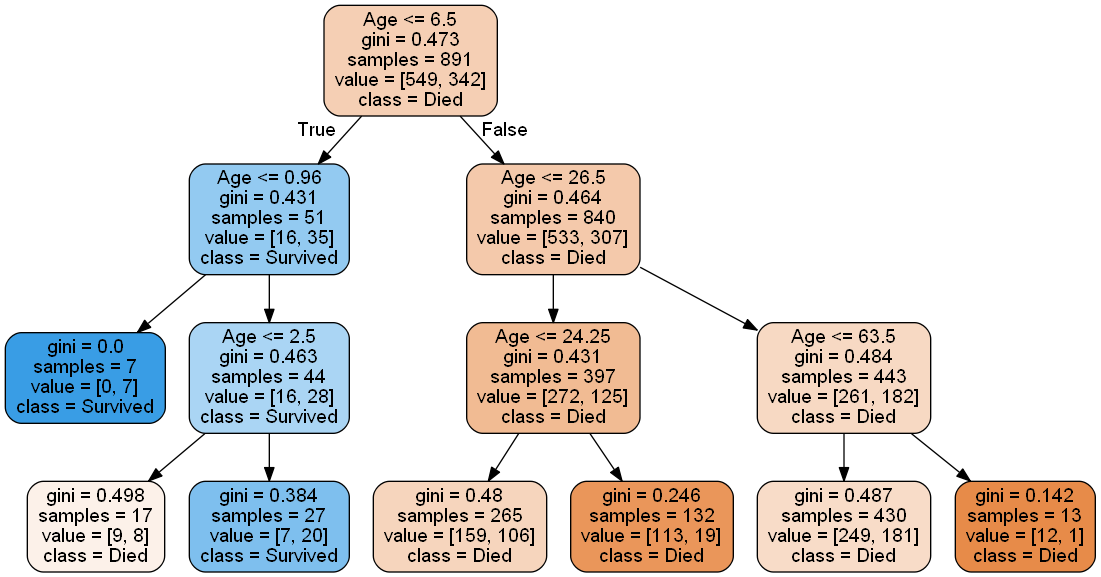 Age <= 6.5
gini = 0.473
samples = 891
value = [549, 342]
class = Died
True
False
Age <= 0.96
gini = 0.431
samples = 51
value = [16, 35]
class = Survived
Age <= 26.5
gini = 0.464
samples = 840
value = [533, 307]
class = Died
gini = 0.0
samples = 7
value = [0, 7]
class = Survived
Age <= 2.5
gini = 0.463
samples = 44
value = [16, 28]
class = Survived
Age <= 24.25
gini = 0.431
samples = 397
value = [272, 125]
class = Died
Age <= 63.5
gini = 0.484
samples = 443
value = [261, 182]
class = Died
gini = 0.498
samples = 17
value = [9, 8]
class = Died
gini = 0.384
samples = 27
value = [7, 20]
class = Survived
gini = 0.48
samples = 265
value = [159, 106]
class = Died
gini = 0.246
samples = 132
value = [113, 19]
class = Died
gini = 0.487
samples = 430
value = [249, 181]
class = Died
gini = 0.142
samples = 13
value = [12, 1]
class = Died